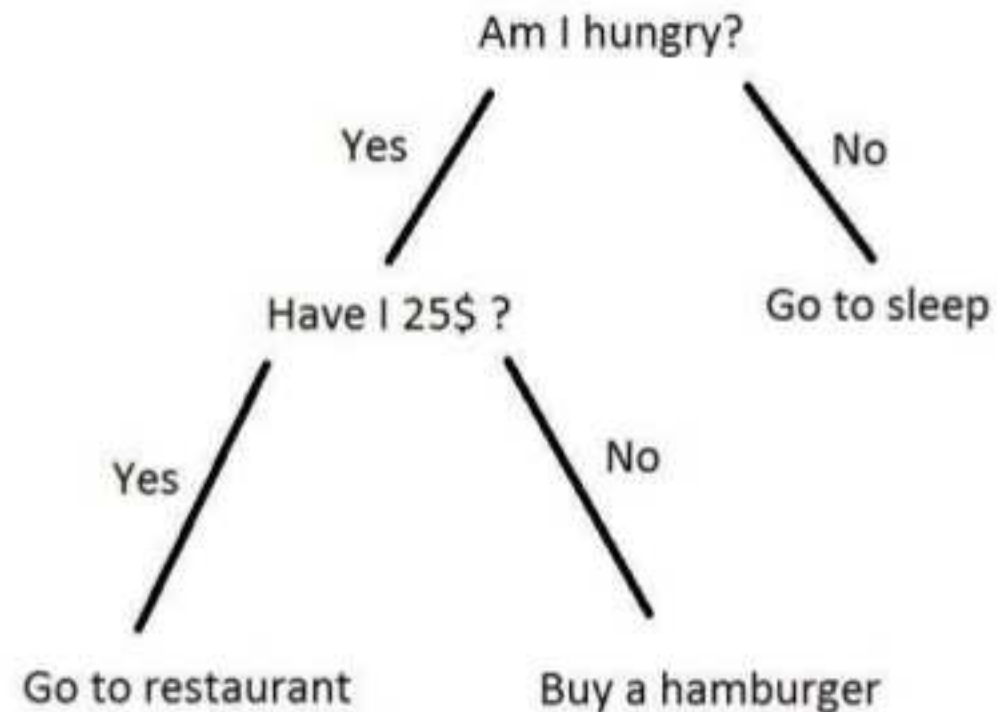 Am I hungry?
Yes
No
Have I 25$ ?
Go to sleep
Yes
No
Go to restaurant
Buy a hamburger